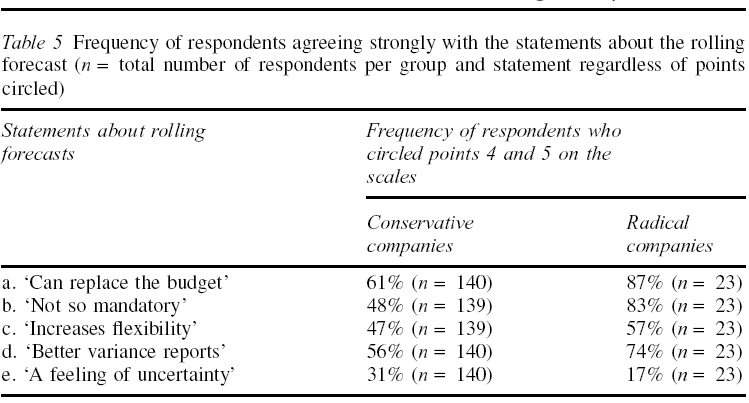 Table 5 Frequency of respondents agreeing strongly with the statements about the rolling
forecast (n = total number of respondents per group and statement regardless of points
circled)
Statements about rolling
forecasts
Frequency of respondents who
circled points 4 and 5 on the
scales
Conservative
companies
Radical
companies
a. ‘Can replace the budget’ 61% (n = 140) 87% (n = 23)
b. ‘Not so mandatory’ 48% (n = 139) 83% (n = 23)
c. ‘Increases flexibility’ 47% (n = 139) 57% (n = 23)
d. ‘Better variance reports’ 56% (n = 140) 74% (n = 23)
e. ‘A feeling of uncertainty’ 31% (n = 140) 17% (n = 23)